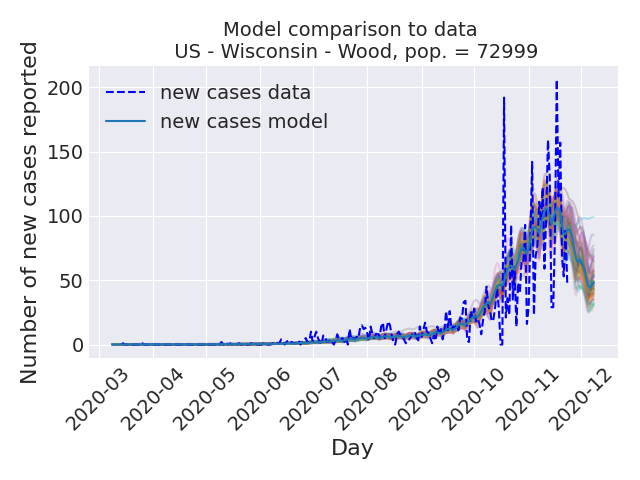 Model comparison to data
US - Wisconsin - Wood, pop. = 72999
Number of new cases reported
200
150
100
50
0
new cases data
new cases model
2020-03
2020-04
2020-05
2020-06
2020-07
2020-08
2020-09
2020-10
2020-11
2020-12
Day